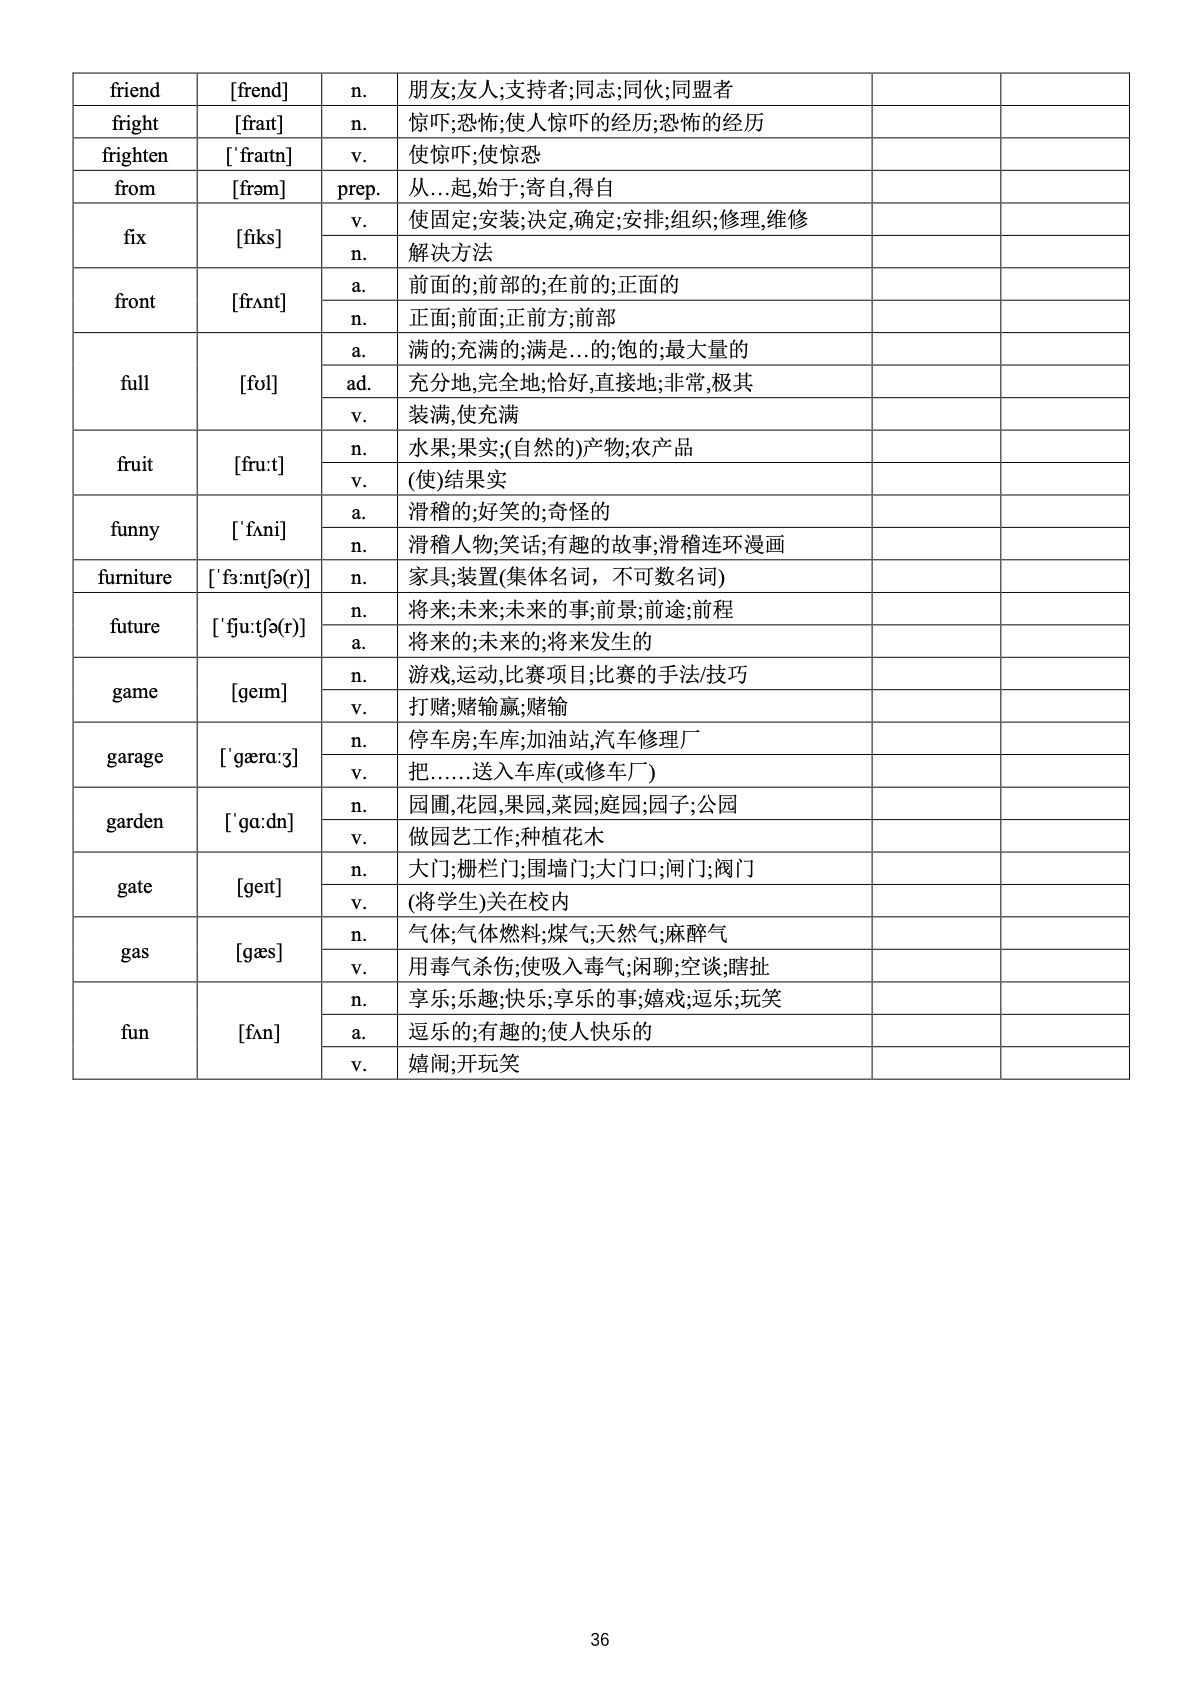 friend [frend] n. 朋友;友人;支持者;同志;同伙;同盟者
fright [fraɪt] n. 惊吓;恐怖;使人惊吓的经历;恐怖的经历
frighten [ˈfraɪtn] v. 使惊吓;使惊恐
from [frəm] prep. 从…起,始于;寄自,得自
fix [fɪks] v. 使固定;安装;决定,确定;安排;组织;修理,维修
n. 解决方法
front [frʌnt] a. 前面的;前部的;在前的;正面的
n. 正面;前面;正前方;前部
full [fʊl] a. 满的;充满的;满是…的;饱的;最大量的
ad. 充分地,完全地;恰好,直接地;非常,极其
v. 装满,使充满
fruit [fruːt] n. 水果;果实;(自然的)产物;农产品
v. (使)结果实
funny [ˈfʌni] a. 滑稽的;好笑的;奇怪的
n. 滑稽人物;笑话;有趣的故事;滑稽连环漫画
furniture [ˈfɜːnɪtʃə(r)] n. 家具;装置(集体名词，不可数名词)
future [ˈfjuːtʃə(r)] n. 将来;未来;未来的事;前景;前途;前程
a. 将来的;未来的;将来发生的
game [ɡeɪm] n. 游戏,运动,比赛项目;比赛的手法/技巧
v. 打赌;赌输赢;赌输
garage [ˈɡærɑːʒ] n. 停车房;车库;加油站,汽车修理厂
v. 把……送入车库(或修车厂)
garden [ˈɡɑːdn] n. 园圃,花园,果园,菜园;庭园;园子;公园
v. 做园艺工作;种植花木
gate [ɡeɪt] n. 大门;栅栏门;围墙门;大门口;闸门;阀门
v. (将学生)关在校内
gas [ɡæs] n. 气体;气体燃料;煤气;天然气;麻醉气
v. 用毒气杀伤;使吸入毒气;闲聊;空谈;瞎扯
fun [fʌn] n. 享乐;乐趣;快乐;享乐的事;嬉戏;逗乐;玩笑
a. 逗乐的;有趣的;使人快乐的
v. 嬉闹;开玩笑
36